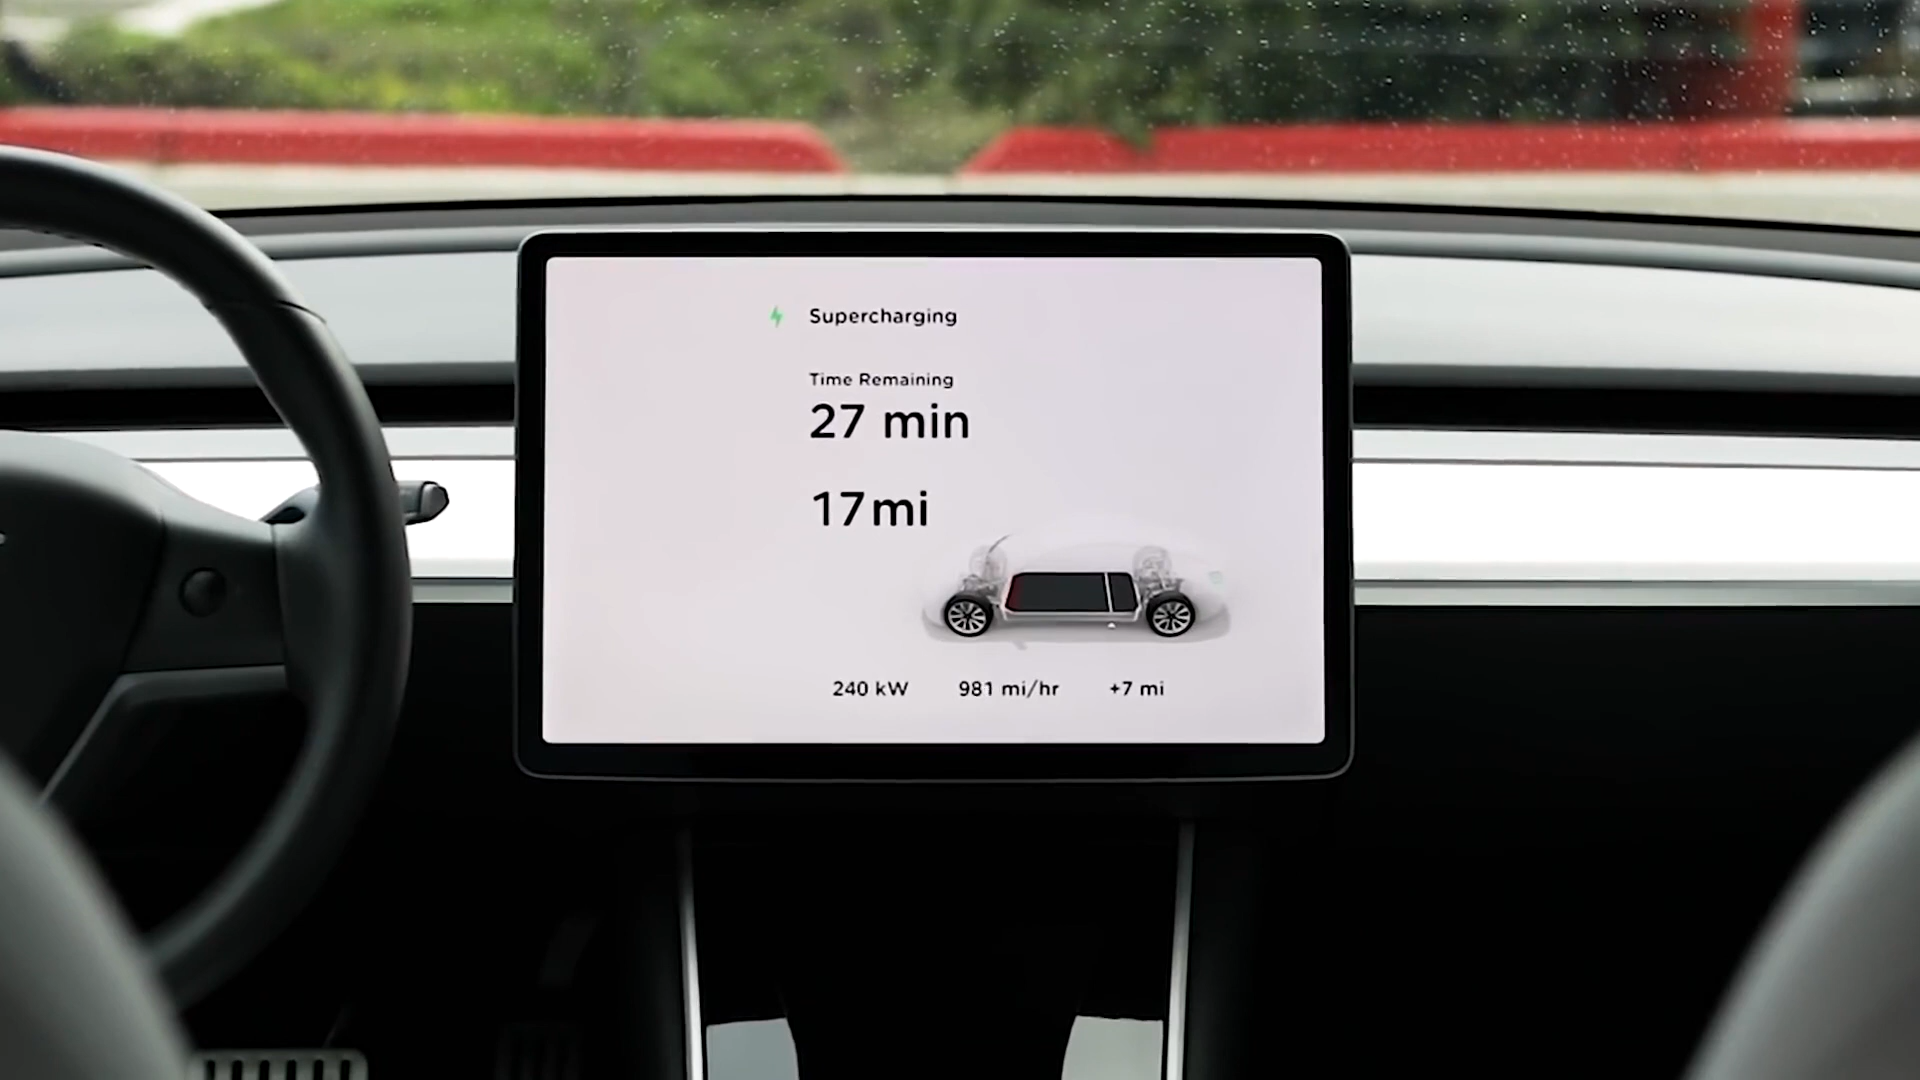 Supercharging
Time Remaining
27 min
17mi
240 kW 981 mi/hr +7 mi